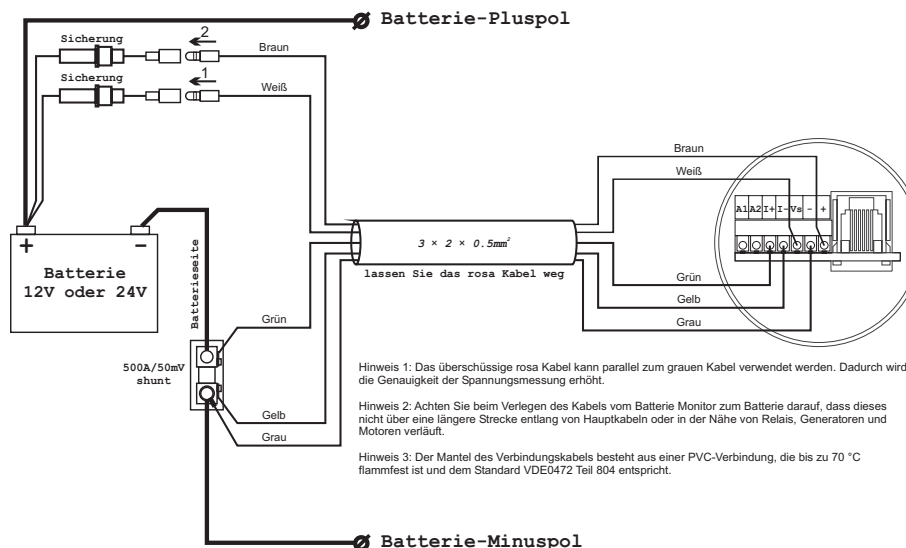 Batterie-Pluspol
Sicherung
2
Braun
Sicherung
1
Weiß
Braun
Weiß
A1 A2 I+ I- Vs - +
+
-
Batterie
12V oder 24V
Batterieseite
3 × 2 × 0.5mm²
lassen Sie das rosa Kabel weg
Grün
Gelb
Grau
Grün
500A/50mV
shunt
Gelb
Grau
Hinweis 1: Das überschüssige rosa Kabel kann parallel zum grauen Kabel verwendet werden. Dadurch wird
die Genauigkeit der Spannungsmessung erhöht.
Hinweis 2: Achten Sie beim Verlegen des Kabels vom Batterie Monitor zum Batterie darauf, dass dieses
nicht über eine längere Strecke entlang von Hauptkabeln oder in der Nähe von Relais, Generatoren und
Motoren verläuft.
Hinweis 3: Der Mantel des Verbindungskabels besteht aus einer PVC-Verbindung, die bis zu 70 °C
flammfest ist und dem Standard VDE0472 Teil 804 entspricht.
Batterie-Minuspol